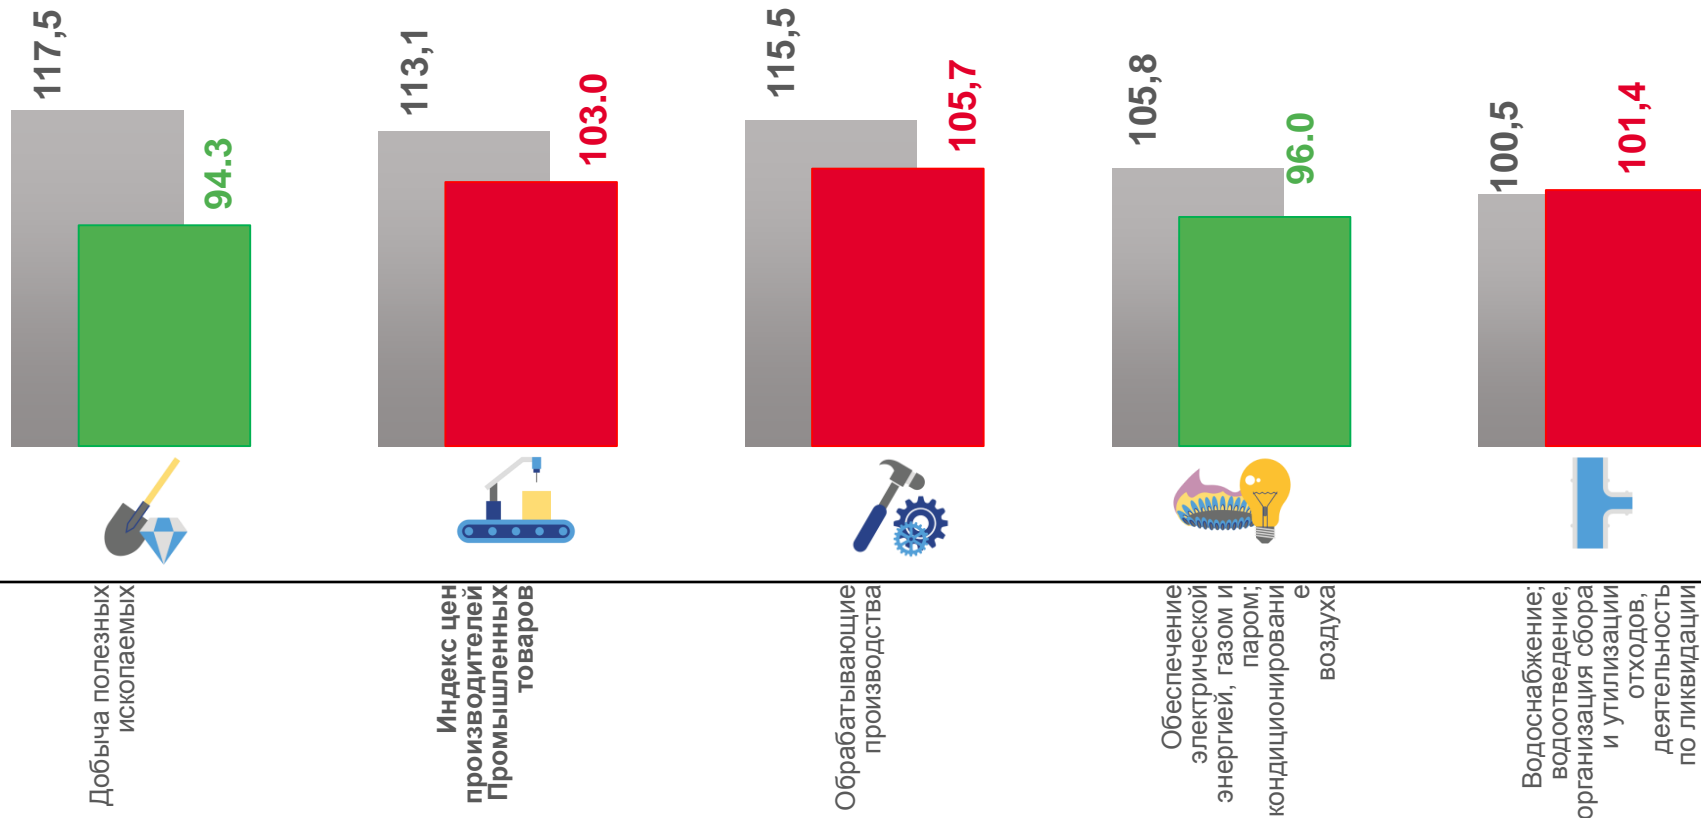 117,5
94.3
113,1
103.0
115,5
105,7
105,8
96.0
100,5
101,4
Добыча полезных
ископаемых
Индекс цен
производителей
Промышленных
товаров
Обрабатывающие
производства
Обеспечение
электрической
энергией, газом и
паром;
кондиционировани
е
воздуха
Водоснабжение;
водоотведение,
организация сбора
и утилизации
отходов,
деятельность
по ликвидации